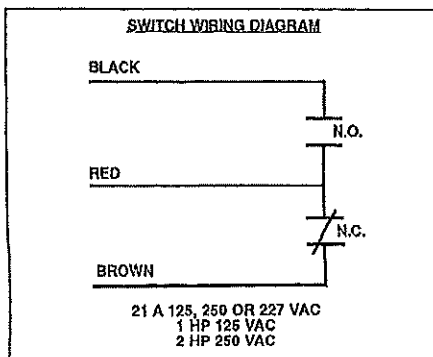 SWITCH WIRING DIAGRAM
BLACK
N.O.
RED
N.C.
BROWN
21 A 125, 250 OR 227 VAC
1 HP 125 VAC
2 HP 250 VAC